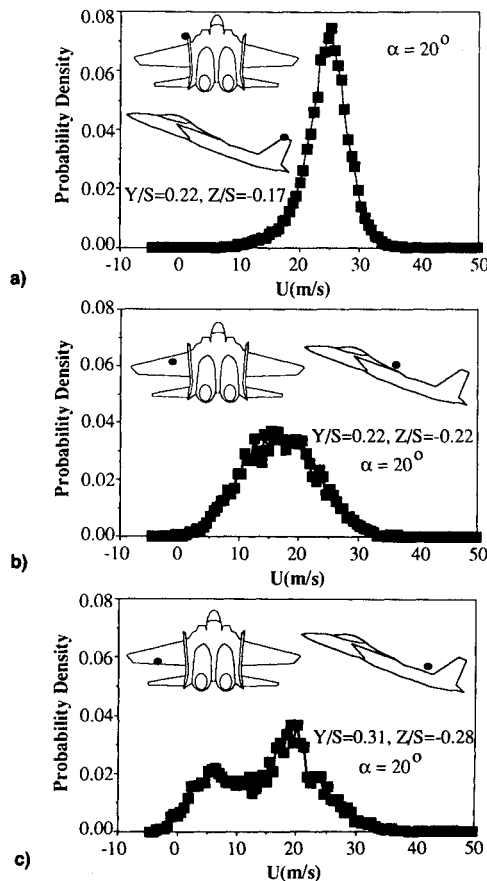 0.08
0.06
0.04
0.02
0.00
Probability Density
α = 20°
Y/S=0.22, Z/S=-0.17
-10 0 10 20 30 40 50
U(m/s)
a)
0.08
0.06
0.04
0.02
0.00
Probability Density
Y/S=0.22, Z/S=-0.22
α = 20°
-10 0 10 20 30 40 50
U(m/s)
b)
0.08
0.06
0.04
0.02
0.00
Probability Density
Y/S=0.31, Z/S=-0.28
α = 20°
-10 0 10 20 30 40 50
U(m/s)
c)